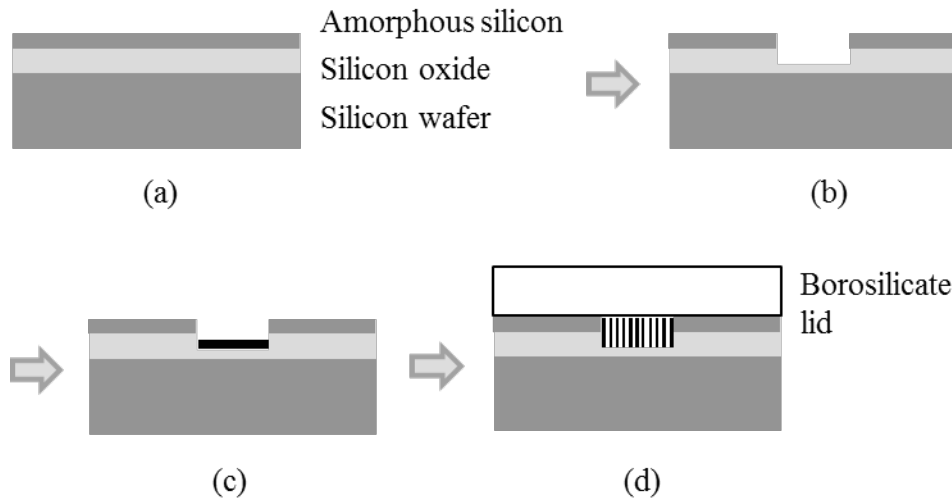 Amorphous silicon
Silicon oxide
Silicon wafer
(a)
(b)
Borosilicate
lid
(c)
(d)